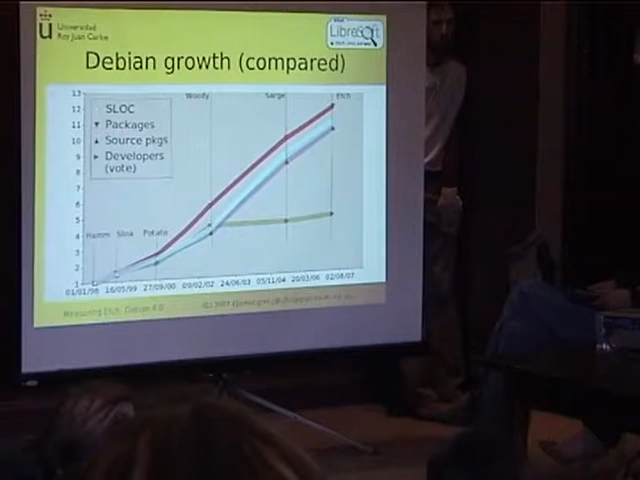 Universidad
Rey Juan Carlos
LibreSoft
Debian growth (compared)
13
12
11
10
9
8
7
6
5
4
3
2
1
SLOC
Packages
Source pkgs
Developers
(vote)
Hamm
Slink
Potato
Woody
Sarge
Etch
01/01/98
16/03/99
27/09/00
09/02/02
24/06/03
05/11/04
20/03/06
02/08/07
Measuring Etch: Debian 4.0